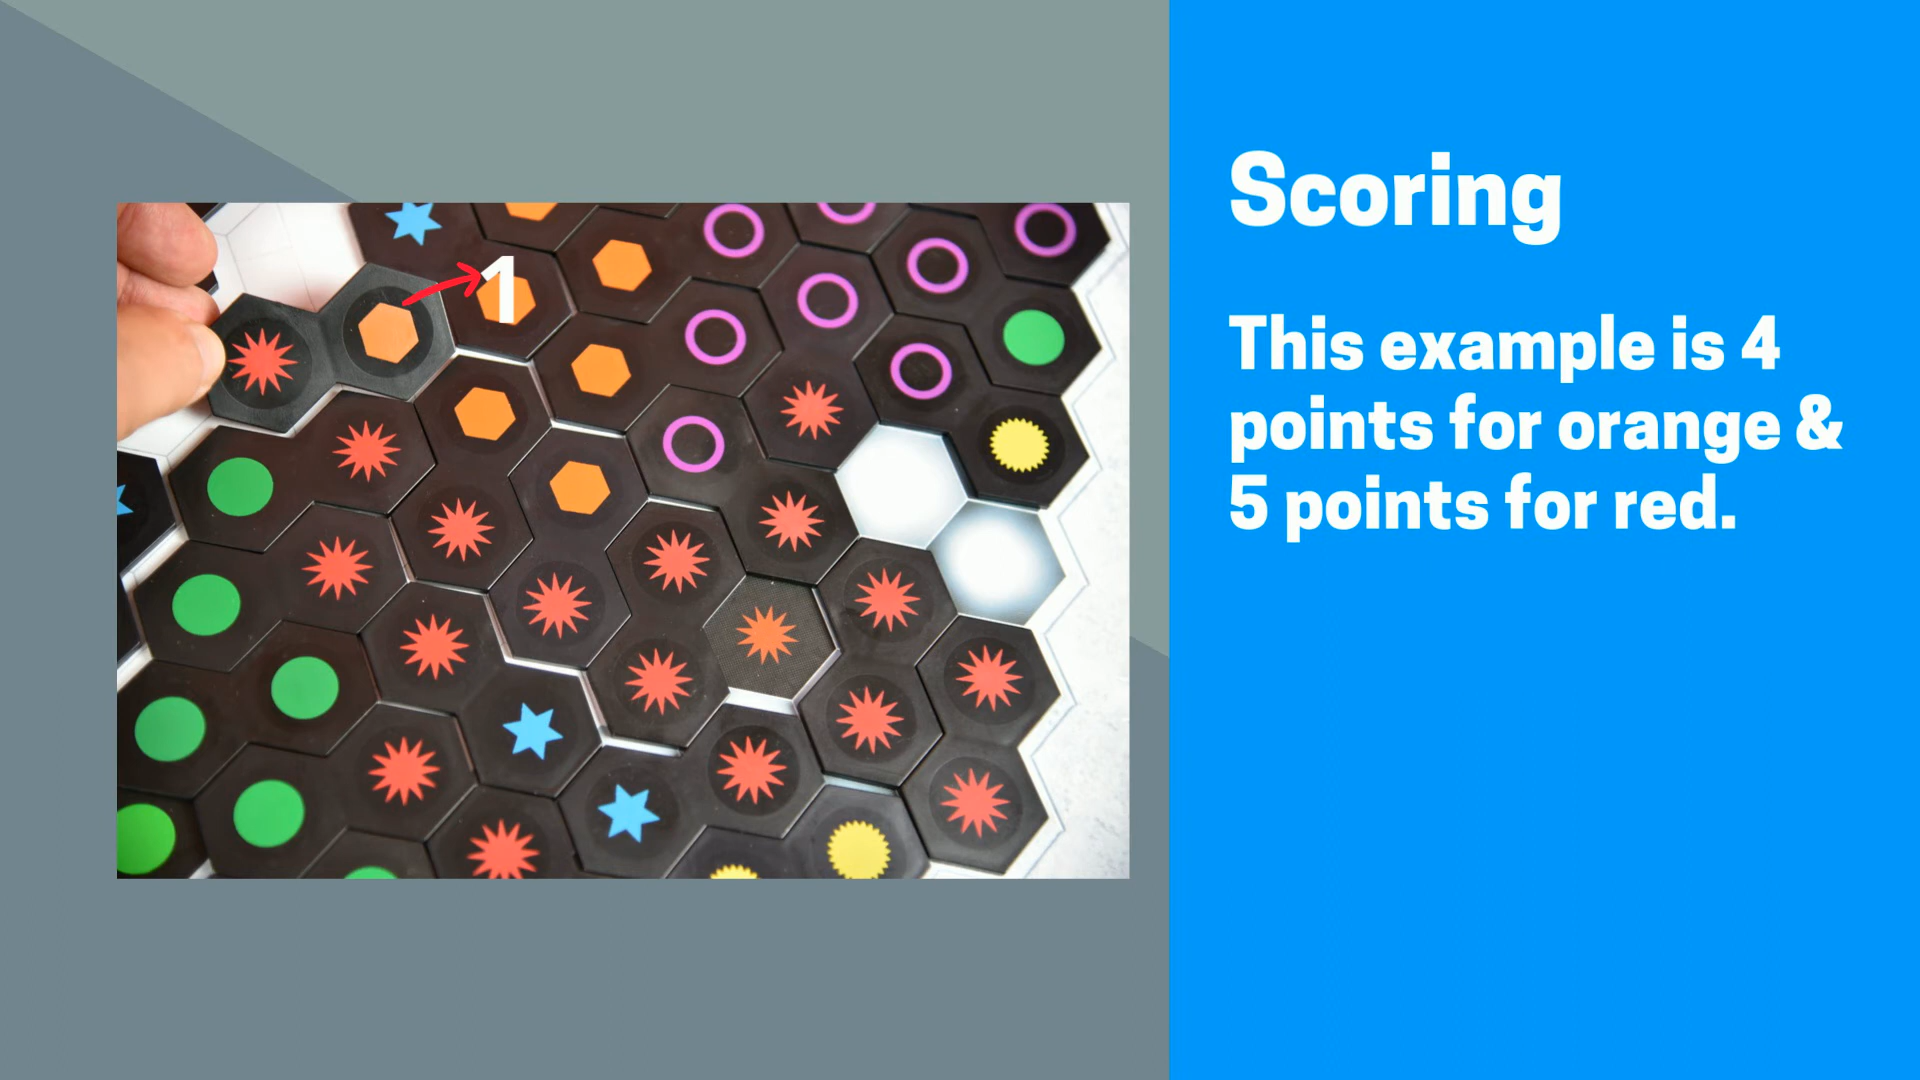 Scoring
This example is 4
points for orange &
5 points for red.
1